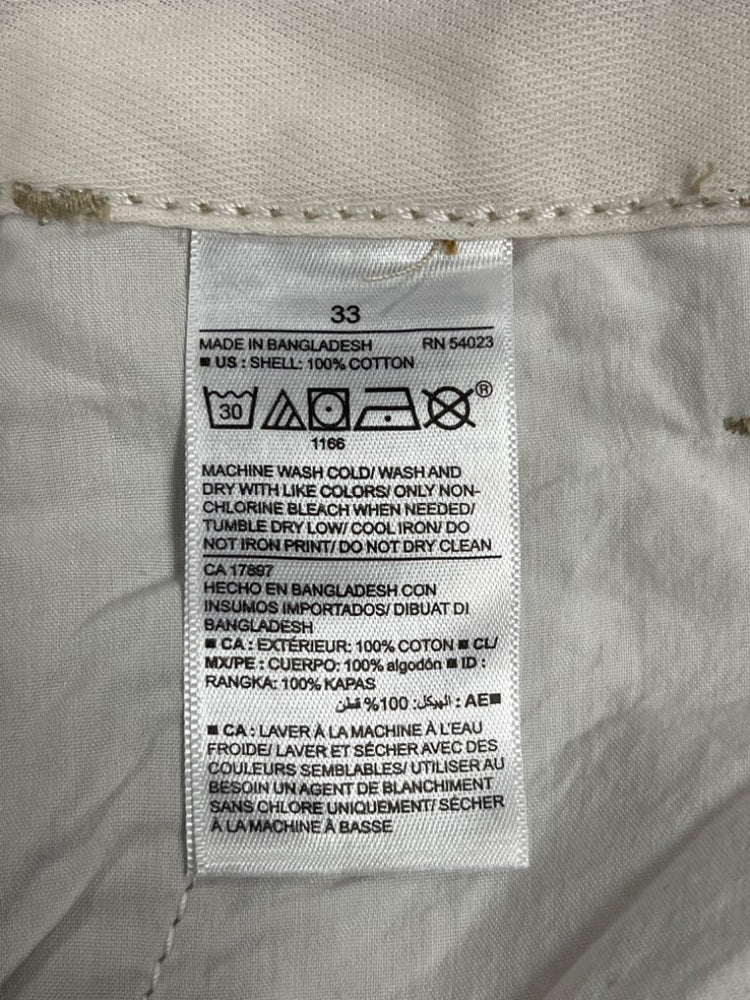 33
MADE IN BANGLADESH RN 54023
■ US : SHELL: 100% COTTON
30 ®
1166
MACHINE WASH COLD/ WASH AND
DRY WITH LIKE COLORS/ ONLY NON-
CHLORINE BLEACH WHEN NEEDED/
TUMBLE DRY LOW/ COOL IRON/ DO
NOT IRON PRINT/ DO NOT DRY CLEAN
CA 17897
HECHO EN BANGLADESH CON
INSUMOS IMPORTADOS/ DIBUAT DI
BANGLADESH
■ CA : EXTÉRIEUR: 100% COTON ■ CL/
MX/PE : CUERPO: 100% algodón ■ ID :
RANGKA: 100% KAPAS
■AE : الهيكل: 100% قطن
■ CA : LAVER À LA MACHINE À L'EAU
FROIDE/ LAVER ET SÉCHER AVEC DES
COULEURS SEMBLABLES/ UTILISER AU
BESOIN UN AGENT DE BLANCHIMENT
SANS CHLORE UNIQUEMENT/ SÉCHER
À LA MACHINE À BASSE